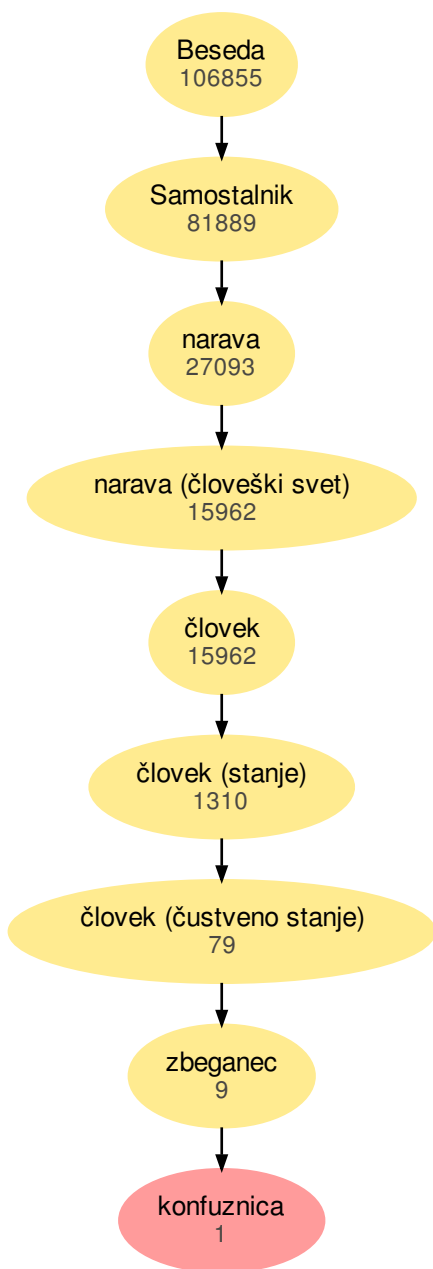 Beseda
106855
Samostalnik
81889
narava
27093
narava (človeški svet)
15962
človek
15962
človek (stanje)
1310
človek (čustveno stanje)
79
zbeganec
9
konfuznica
1